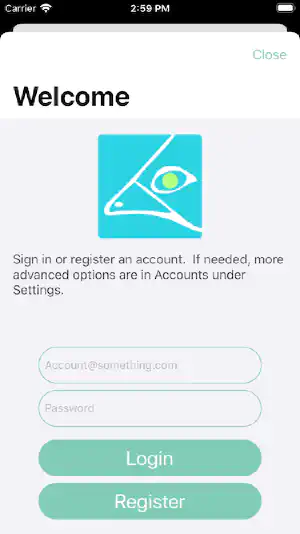 Carrier 2:59 PM
Close
Welcome
Sign in or register an account.  If needed, more
advanced options are in Accounts under
Settings.
Account@something.com
Password
Login
Register